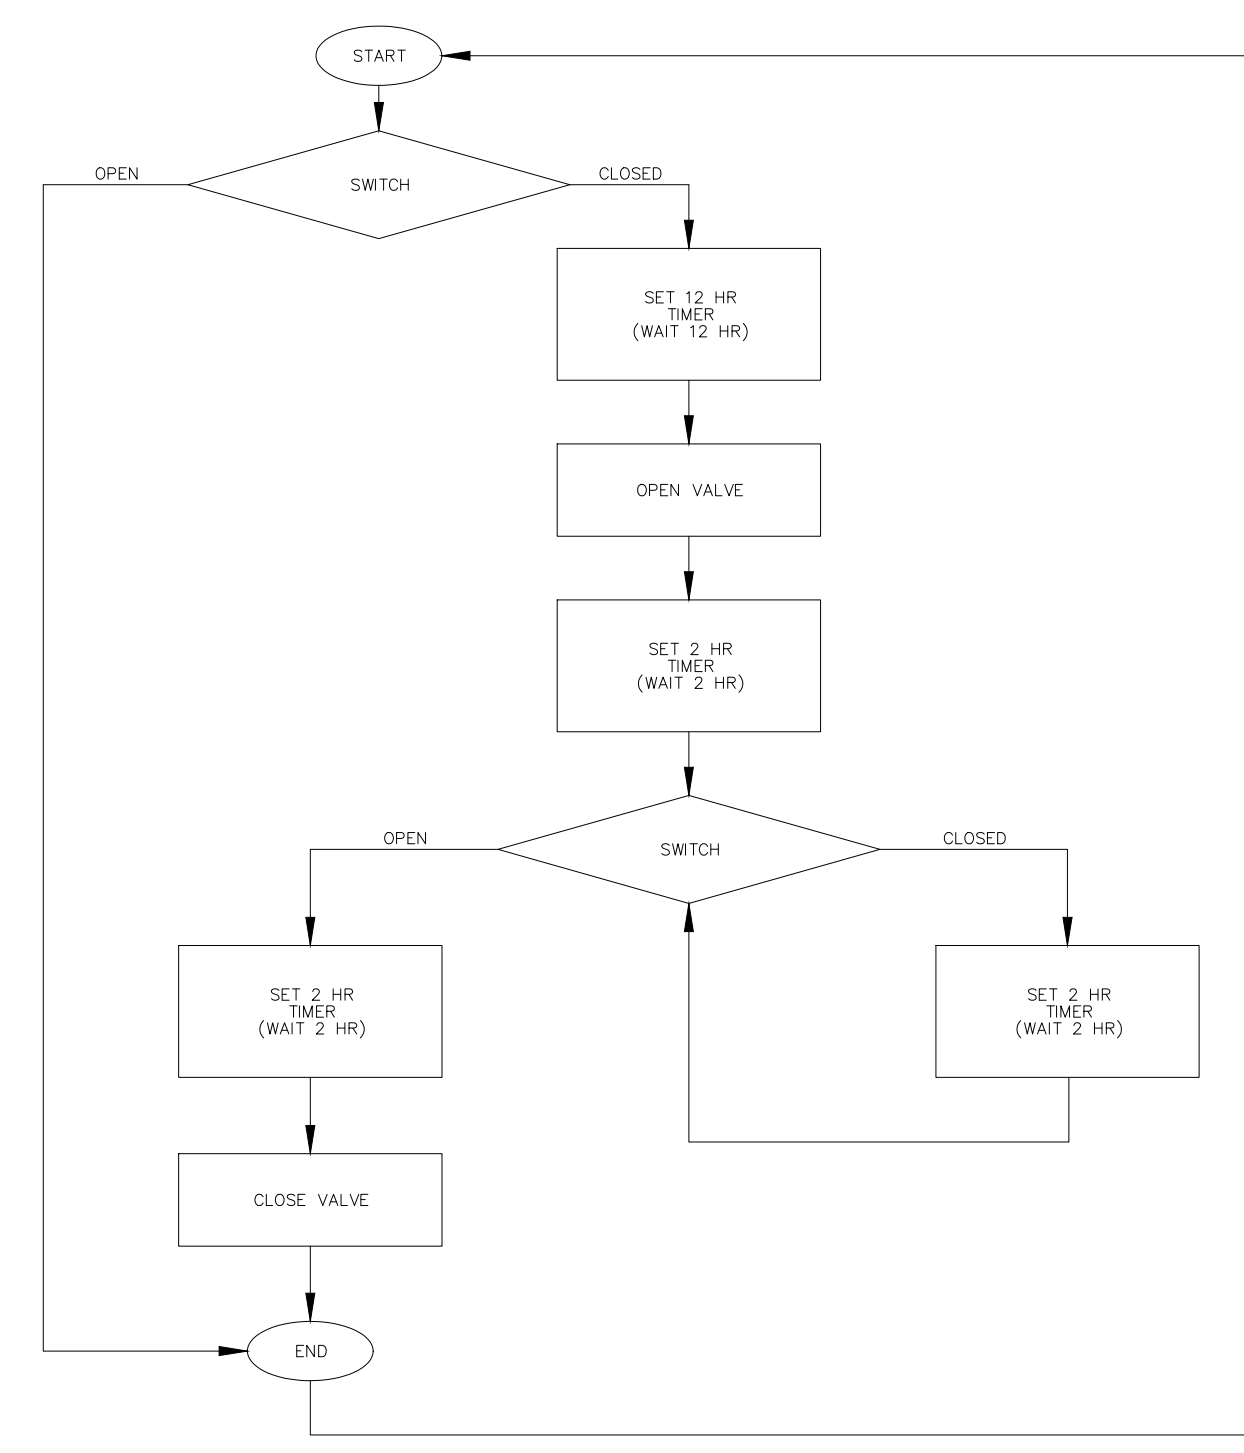 START
OPEN
CLOSED
SWITCH
SET 12 HR
TIMER
(WAIT 12 HR)
OPEN VALVE
SET 2 HR
TIMER
(WAIT 2 HR)
OPEN
CLOSED
SWITCH
SET 2 HR
TIMER
(WAIT 2 HR)
SET 2 HR
TIMER
(WAIT 2 HR)
CLOSE VALVE
END